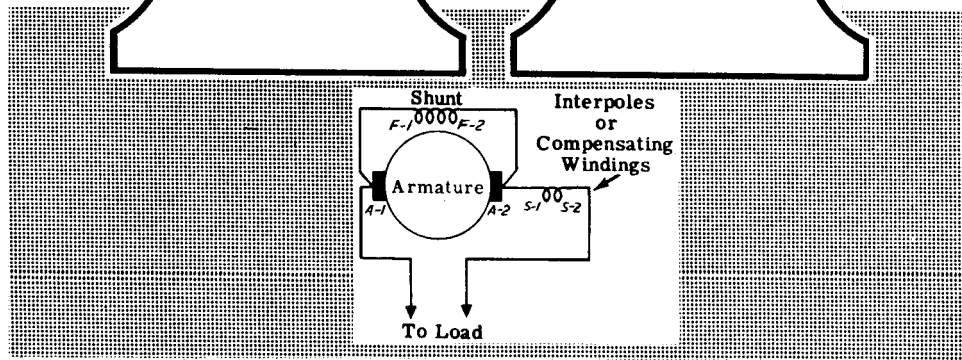 Shunt
F-1 F-2
Interpoles
or
Compensating
Windings
Armature
A-1 A-2 S-1 S-2
To Load